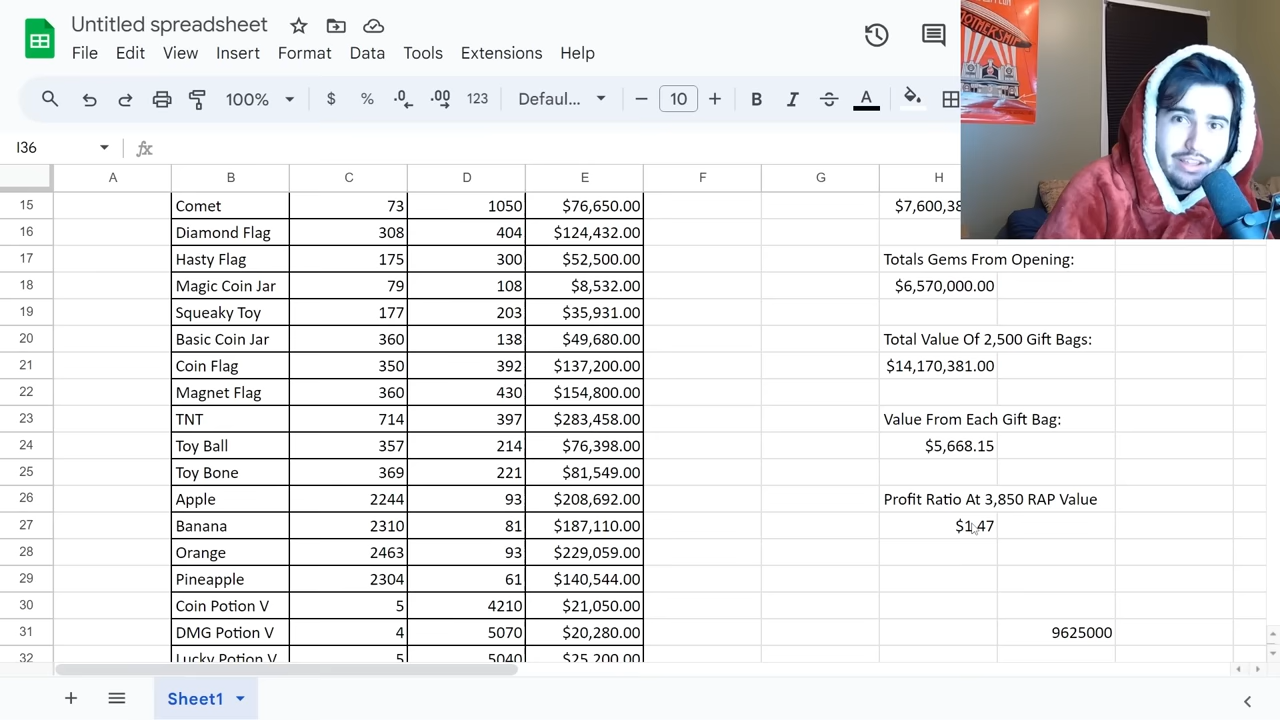 Untitled spreadsheet
File Edit View Insert Format Data Tools Extensions Help
100% $ % .0 .00 123 Defaul... 10 B I A
I36 fx
A B C D E F G H
15 Comet 73 1050 $76,650.00 $7,600,38
16 Diamond Flag 308 404 $124,432.00
17 Hasty Flag 175 300 $52,500.00 Totals Gems From Opening:
18 Magic Coin Jar 79 108 $8,532.00 $6,570,000.00
19 Squeaky Toy 177 203 $35,931.00
20 Basic Coin Jar 360 138 $49,680.00 Total Value Of 2,500 Gift Bags:
21 Coin Flag 350 392 $137,200.00 $14,170,381.00
22 Magnet Flag 360 430 $154,800.00
23 TNT 714 397 $283,458.00 Value From Each Gift Bag:
24 Toy Ball 357 214 $76,398.00 $5,668.15
25 Toy Bone 369 221 $81,549.00
26 Apple 2244 93 $208,692.00 Profit Ratio At 3,850 RAP Value
27 Banana 2310 81 $187,110.00 $1.47
28 Orange 2463 93 $229,059.00
29 Pineapple 2304 61 $140,544.00
30 Coin Potion V 5 4210 $21,050.00
31 DMG Potion V 4 5070 $20,280.00 9625000
32 Lucky Potion V 5 5040 $25,200.00
Sheet1
MOTHERSHIP